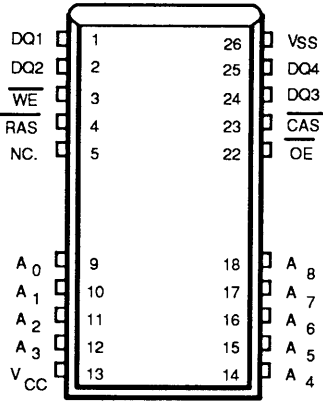 DQ1 1 26 VSS
DQ2 2 25 DQ4
WE 3 24 DQ3
RAS 4 23 CAS
NC. 5 22 OE
A0 9 18 A8
A1 10 17 A7
A2 11 16 A6
A3 12 15 A5
VCC 13 14 A4